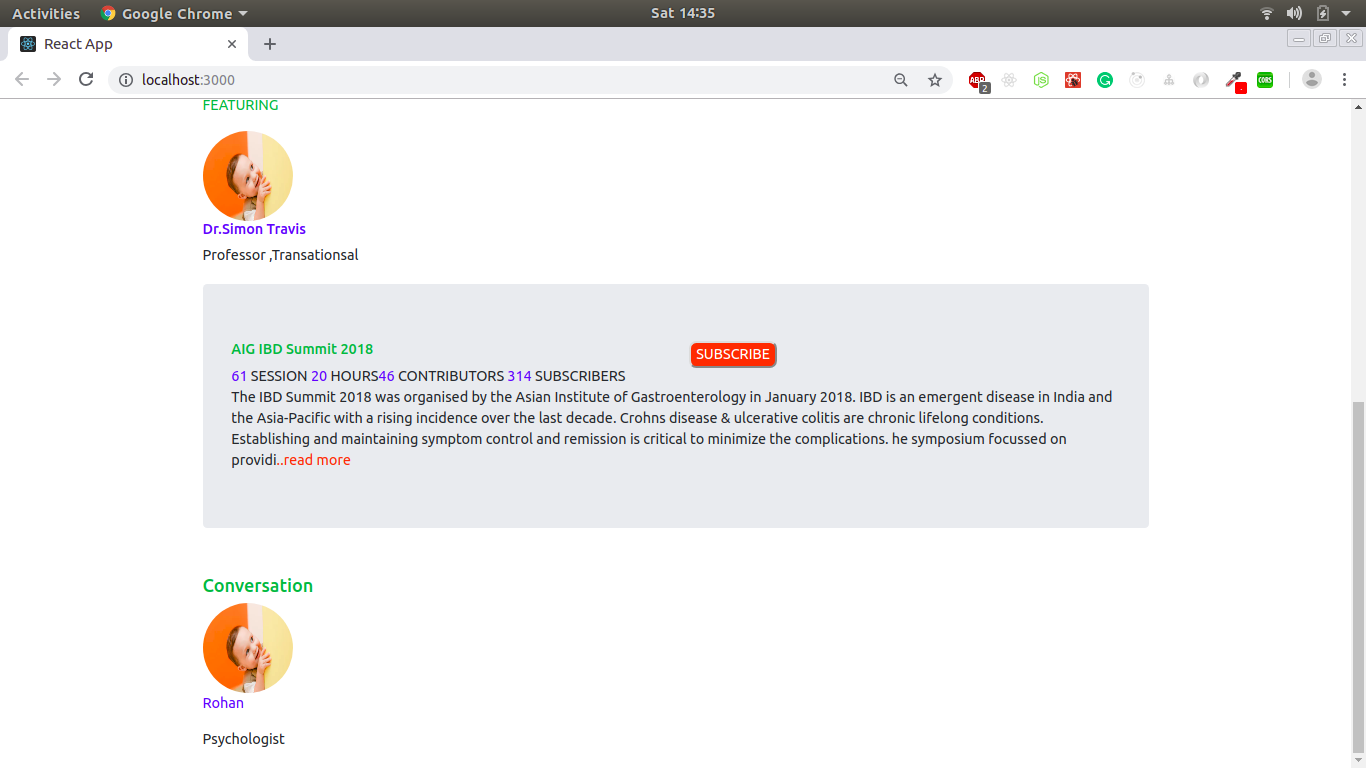 Activities
Google Chrome
Sat 14:35
React App
localhost:3000
ABP
2
JS
CORS
FEATURING
Dr.Simon Travis
Professor ,Transationsal
AIG IBD Summit 2018
SUBSCRIBE
61 SESSION 20 HOURS46 CONTRIBUTORS 314 SUBSCRIBERS
The IBD Summit 2018 was organised by the Asian Institute of Gastroenterology in January 2018. IBD is an emergent disease in India and
the Asia-Pacific with a rising incidence over the last decade. Crohns disease & ulcerative colitis are chronic lifelong conditions.
Establishing and maintaining symptom control and remission is critical to minimize the complications. he symposium focussed on
providi..read more
Conversation
Rohan
Psychologist